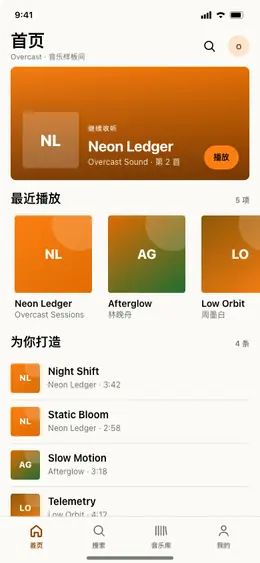 9:41
首页
Overcast · 音乐样板间
O
NL
继续收听
Neon Ledger
Overcast Sound · 第 2 首
播放
最近播放
5 项
NL
AG
LO
Neon Ledger
Overcast Sessions
Afterglow
林晚舟
Low Orbit
周墨白
为你打造
4 条
NL
Night Shift
Neon Ledger · 3:42
NL
Static Bloom
Neon Ledger · 2:58
AG
Slow Motion
Afterglow · 3:18
LO
Telemetry
Low Orbit · 4:12
首页
搜索
音乐库
我的